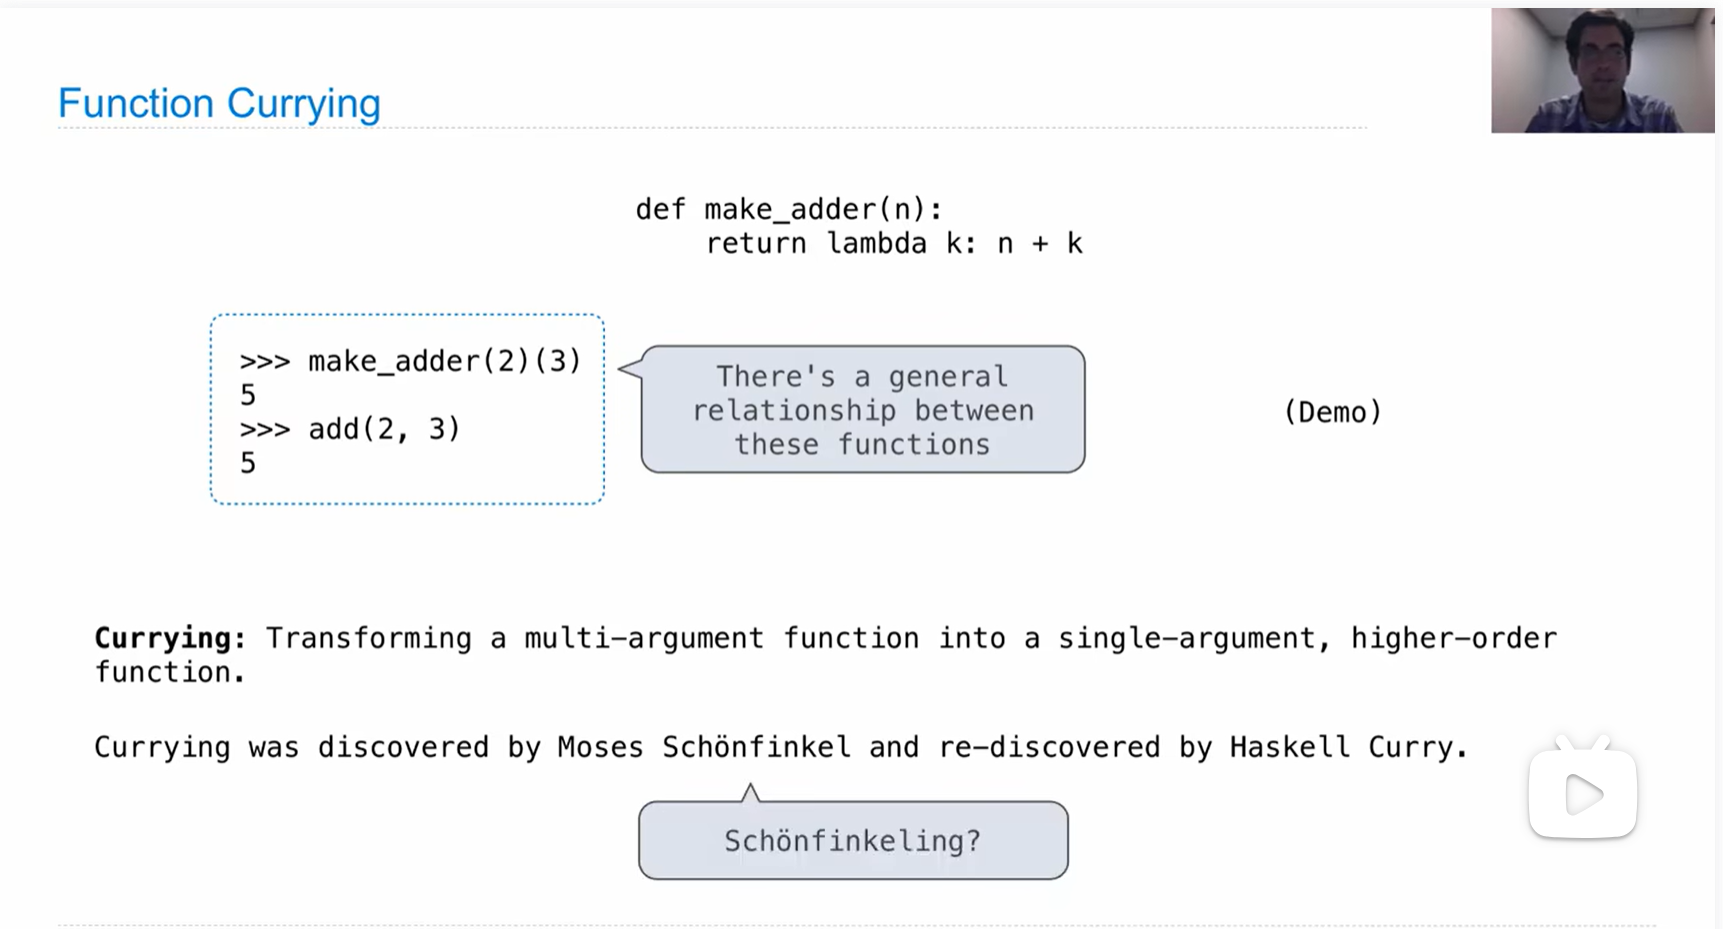 Function Currying
def make_adder(n):
    return lambda k: n + k
>>> make_adder(2)(3)
5
>>> add(2, 3)
5
There's a general
relationship between
these functions
(Demo)
Currying: Transforming a multi-argument function into a single-argument, higher-order
function.
Currying was discovered by Moses Schönfinkel and re-discovered by Haskell Curry.
Schönfinkeling?